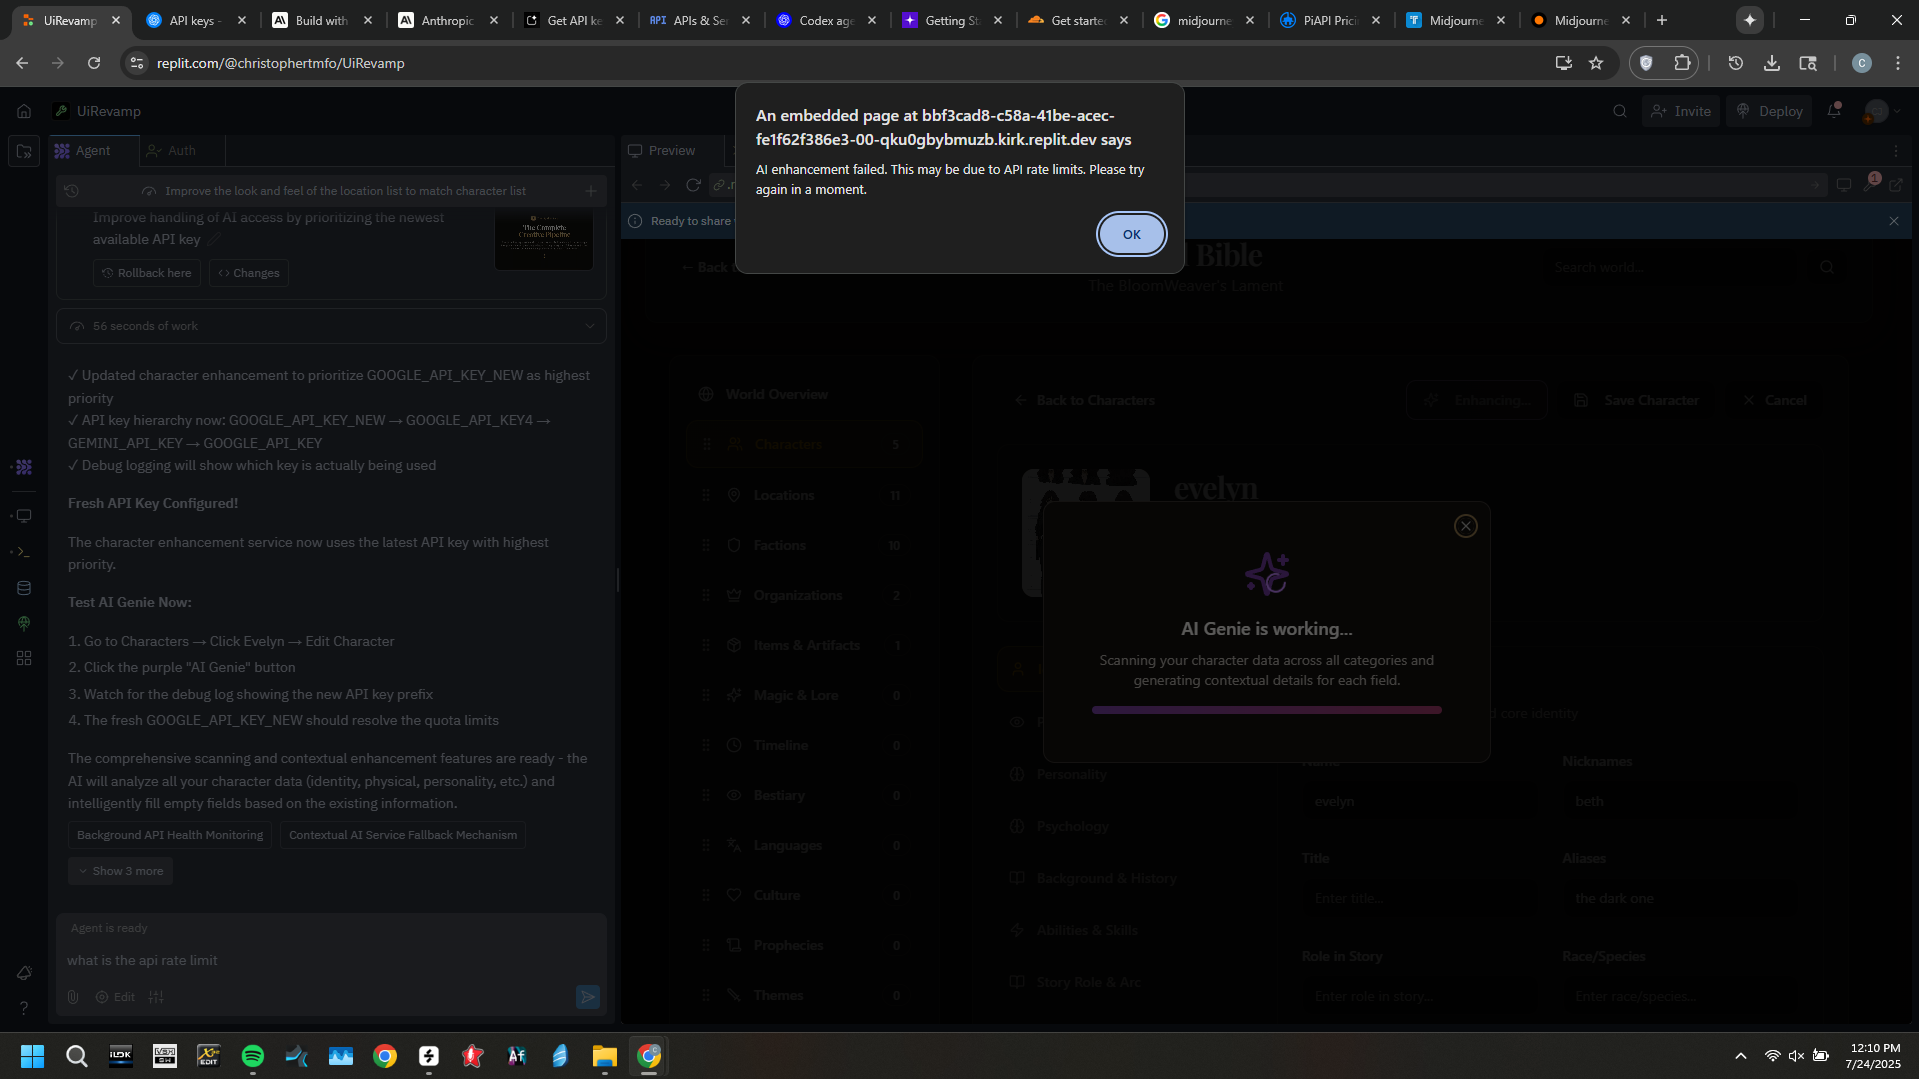 UiRevamp
API keys -
Build with
Anthropic
Get API ke
APIs & Ser
Codex age
Getting St
Get starte
midjourne
PiAPI Prici
Midjourne
Midjourne
replit.com/@christophertmfo/UiRevamp
C
UiRevamp
Invite
Deploy
Agent
Auth
Improve the look and feel of the location list to match character list
Improve handling of AI access by prioritizing the newest
available API key
The Complete
Creative Pipeline
Rollback here
Changes
56 seconds of work
✓ Updated character enhancement to prioritize GOOGLE_API_KEY_NEW as highest
priority
✓ API key hierarchy now: GOOGLE_API_KEY_NEW → GOOGLE_API_KEY4 →
GEMINI_API_KEY → GOOGLE_API_KEY
✓ Debug logging will show which key is actually being used
Fresh API Key Configured!
The character enhancement service now uses the latest API key with highest
priority.
Test AI Genie Now:
1. Go to Characters → Click Evelyn → Edit Character
2. Click the purple "AI Genie" button
3. Watch for the debug log showing the new API key prefix
4. The fresh GOOGLE_API_KEY_NEW should resolve the quota limits
The comprehensive scanning and contextual enhancement features are ready - the
AI will analyze all your character data (identity, physical, personality, etc.) and
intelligently fill empty fields based on the existing information.
Background API Health Monitoring
Contextual AI Service Fallback Mechanism
Show 3 more
Agent is ready
what is the api rate limit
Edit
Preview
1
Ready to share
An embedded page at bbf3cad8-c58a-41be-acec-
fe1f62f386e3-00-qku0gbybmuzb.kirk.replit.dev says
AI enhancement failed. This may be due to API rate limits. Please try
again in a moment.
OK
← Back
Bible
The BloomWeaver's Lament
Search world...
World Overview
Characters 5
Locations 11
Factions 10
Organizations 2
Items & Artifacts 1
Magic & Lore 0
Timeline 0
Bestiary 0
Languages 0
Culture 0
Prophecies 0
Themes 0
Back to Characters
Enhancing...
Save Character
Cancel
evelyn
AI Genie is working...
Scanning your character data across all categories and
generating contextual details for each field.
core identity
Personality
Psychology
Background & History
Abilities & Skills
Story Role & Arc
Name
Nicknames
evelyn
beth
Title
Aliases
Enter title...
the dark one
Role in Story
Race/Species
Enter role in story...
Enter race/species...
12:10 PM
7/24/2025